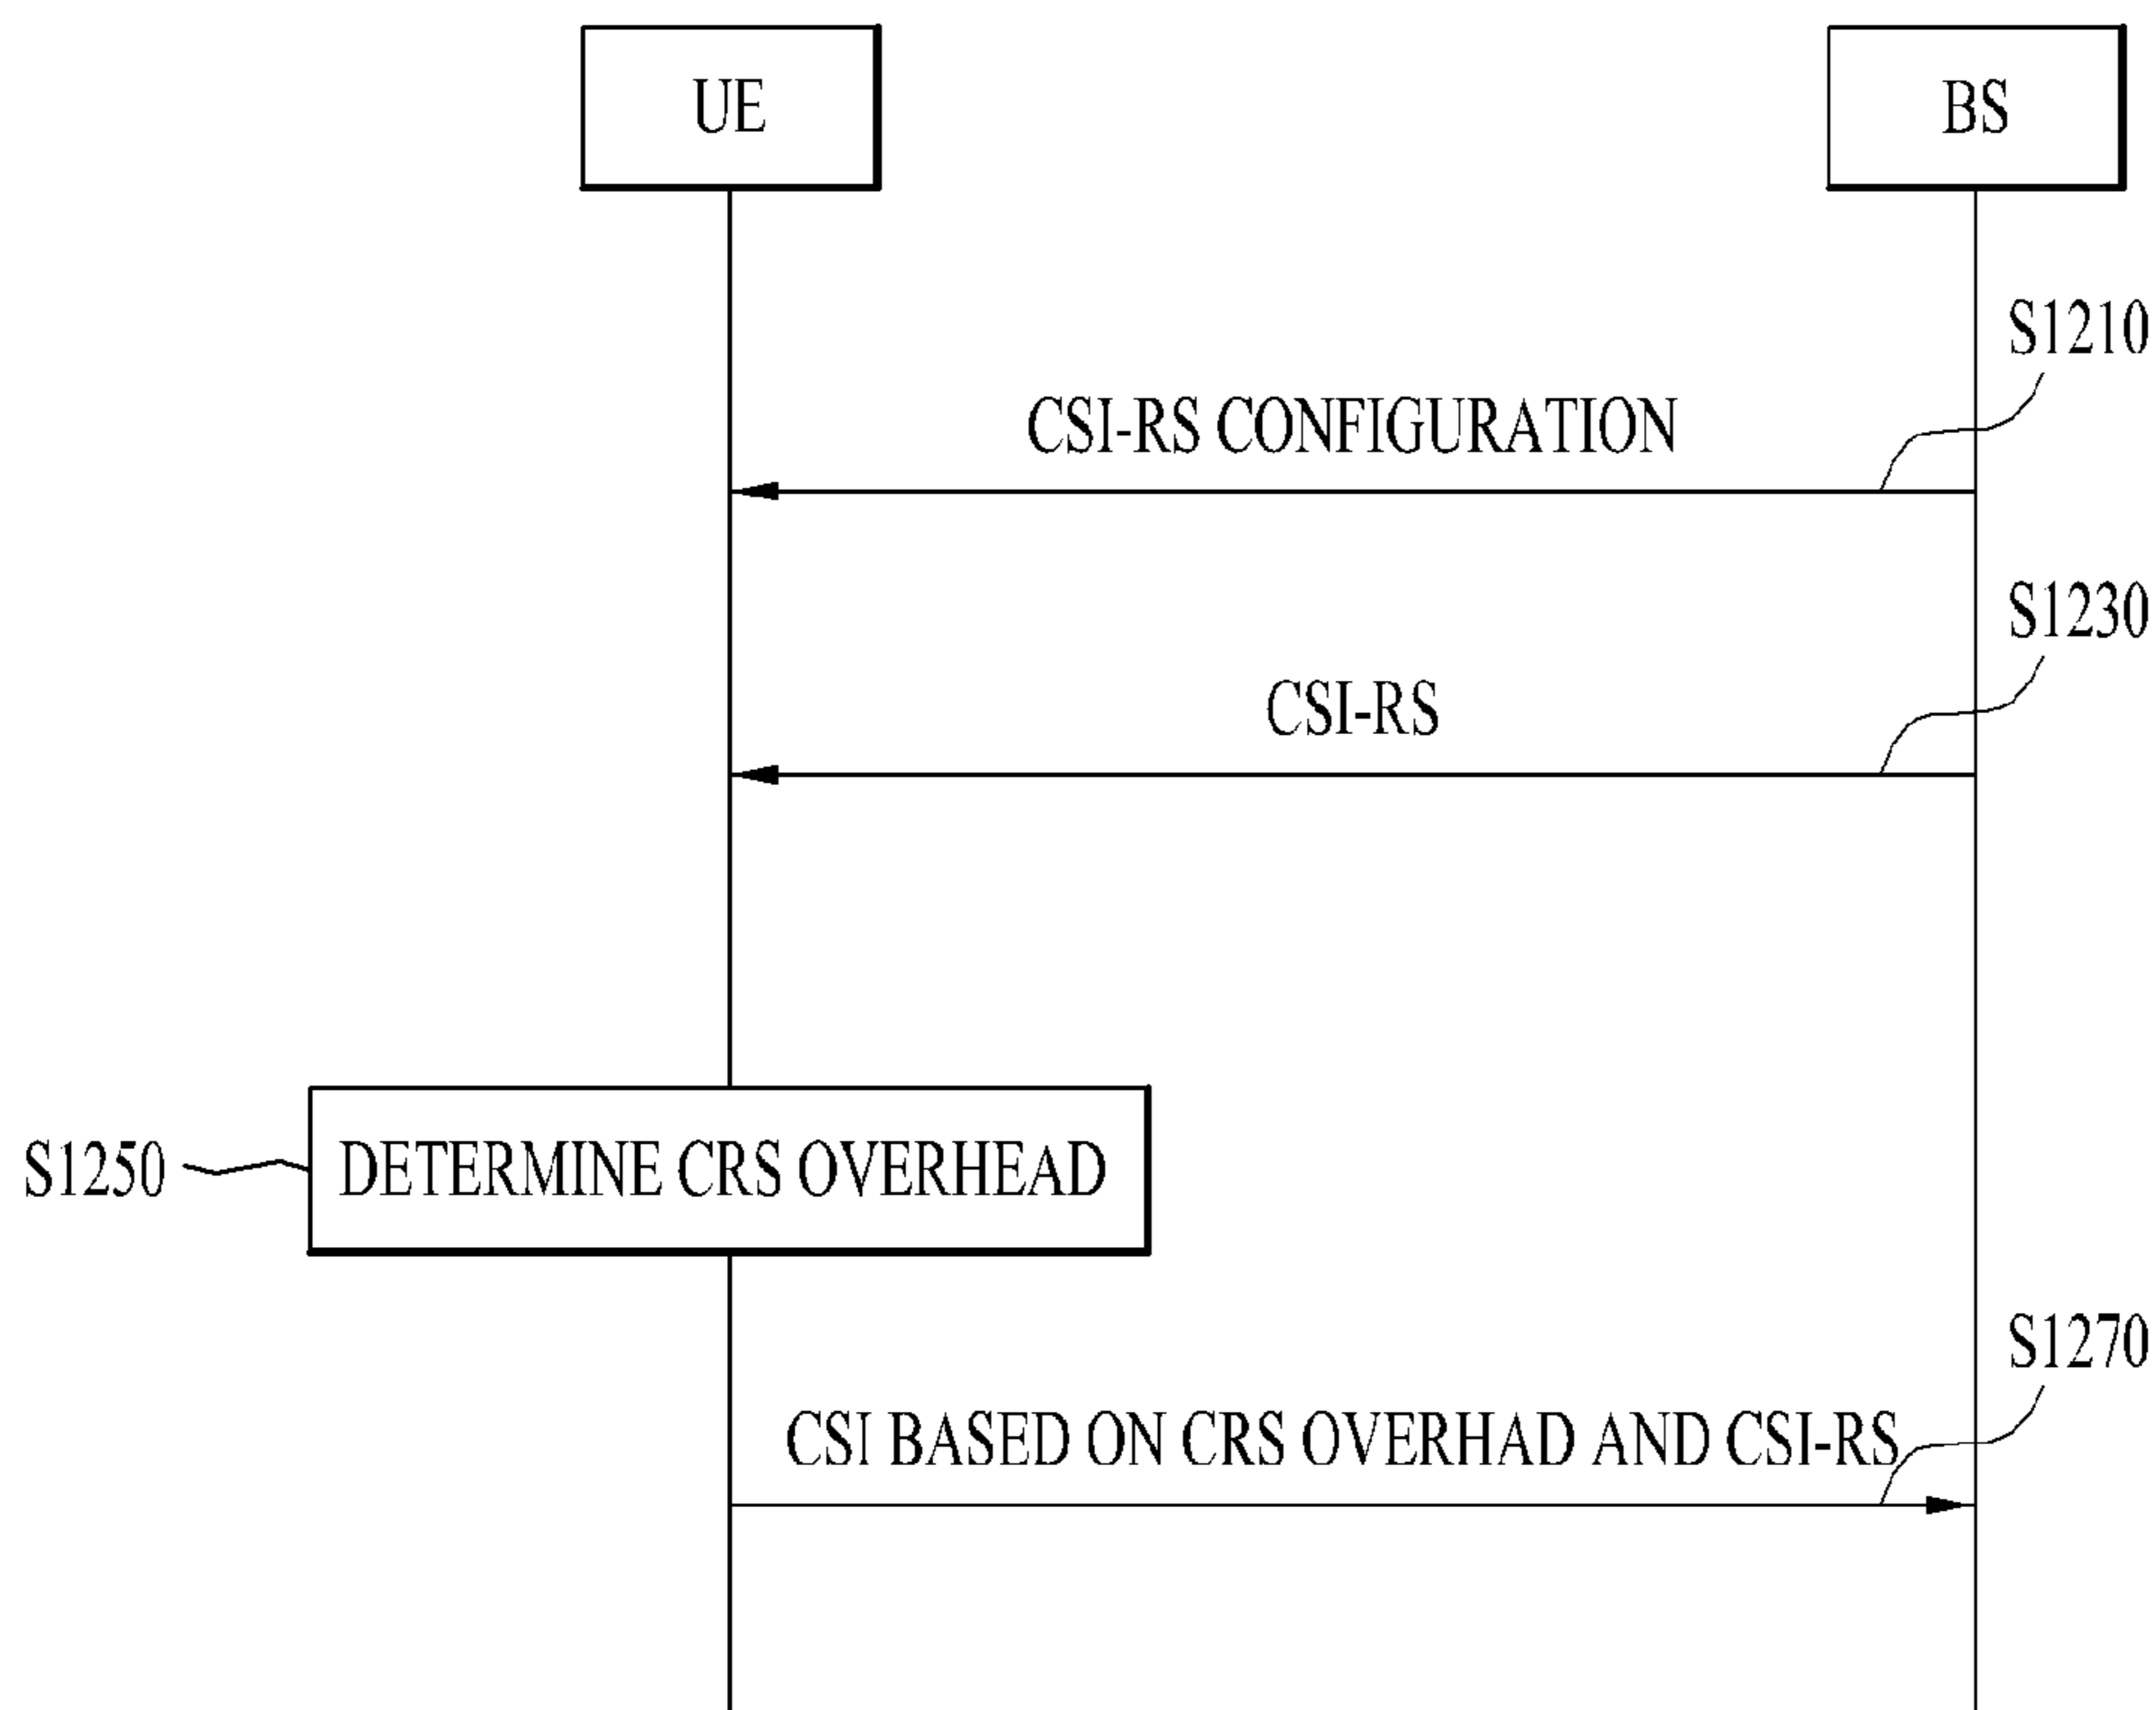 UE
BS
S1210
CSI-RS CONFIGURATION
S1230
CSI-RS
S1250
DETERMINE CRS OVERHEAD
S1270
CSI BASED ON CRS OVERHAD AND CSI-RS